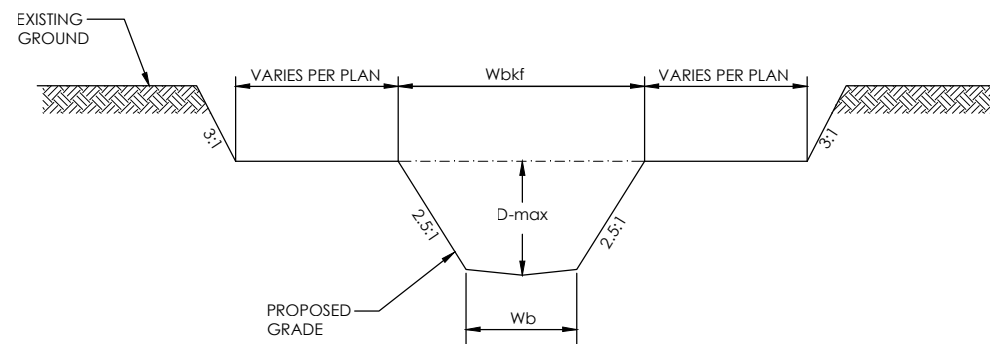 EXISTING
GROUND
VARIES PER PLAN
Wbkf
VARIES PER PLAN
3:1
3:1
2.5:1
D-max
2.5:1
PROPOSED
GRADE
Wb